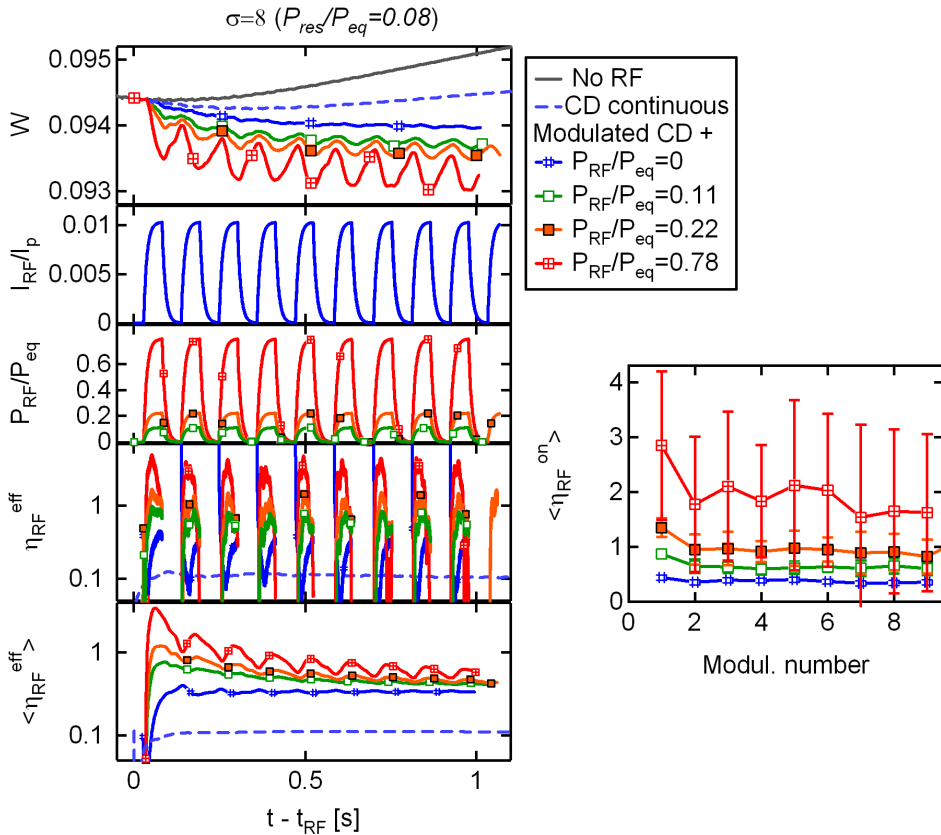 σ=8 (P_res/P_eq=0.08)
0.095
0.094
0.093
W
No RF
CD continuous
Modulated CD +
P_RF/P_eq=0
P_RF/P_eq=0.11
P_RF/P_eq=0.22
P_RF/P_eq=0.78
0.01
0.005
0
I_RF/I_p
0.6
0.4
0.2
0
P_RF/P_eq
1
0.1
η_RF^eff
1
0.1
<η_RF^eff>
0
0.5
1
t - t_RF [s]
4
3
2
1
0
<η_RF^on>
0
2
4
6
8
Modul. number